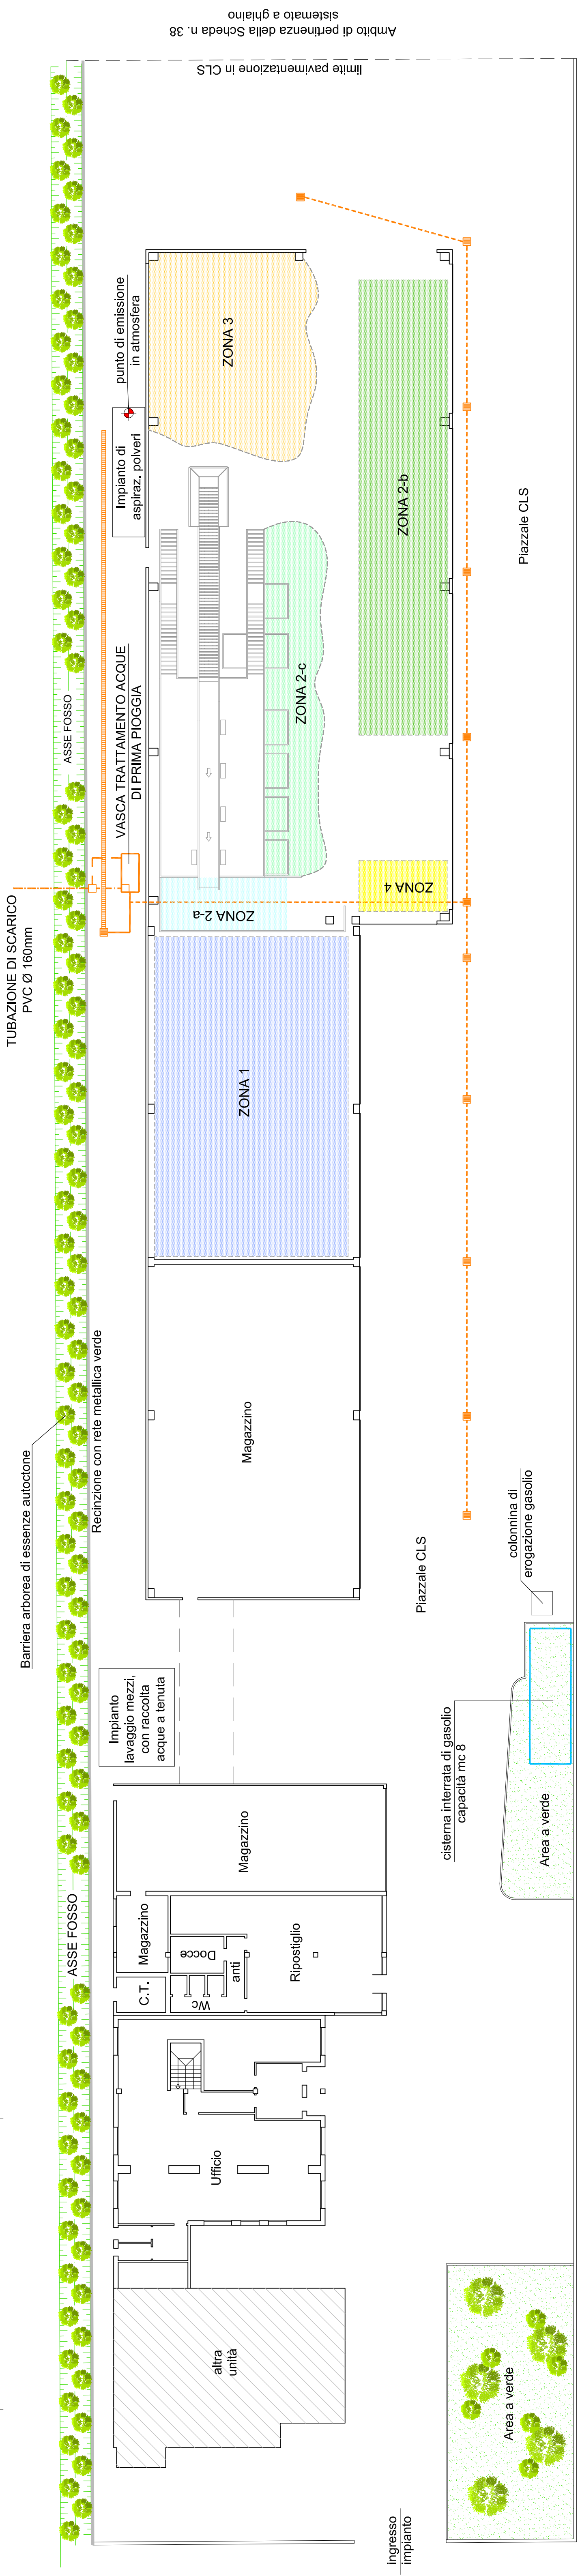 Ambito di pertinenza della Scheda n. 38
sistemato a ghiaino
limite pavimentazione in CLS
punto di emissione
in atmosfera
Impianto di
aspiraz. polveri
ZONA 3
ZONA 2-b
Piazzale CLS
ASSE FOSSO
VASCA TRATTAMENTO ACQUE
DI PRIMA PIOGGIA
ZONA 2-c
TUBAZIONE DI SCARICO
PVC Ø 160mm
ZONA 2-a
ZONA 4
ZONA 1
Barriera arborea di essenze autoctone
Recinzione con rete metallica verde
Magazzino
Piazzale CLS
colonnina di
erogazione gasolio
Impianto
lavaggio mezzi,
con raccolta
acque a tenuta
cisterna interrata di gasolio
capacità mc 8
Area a verde
ASSE FOSSO
Magazzino
Magazzino
Docce
anti
Ripostiglio
C.T.
Wc
Ufficio
altra
unità
Area a verde
ingresso
impianto